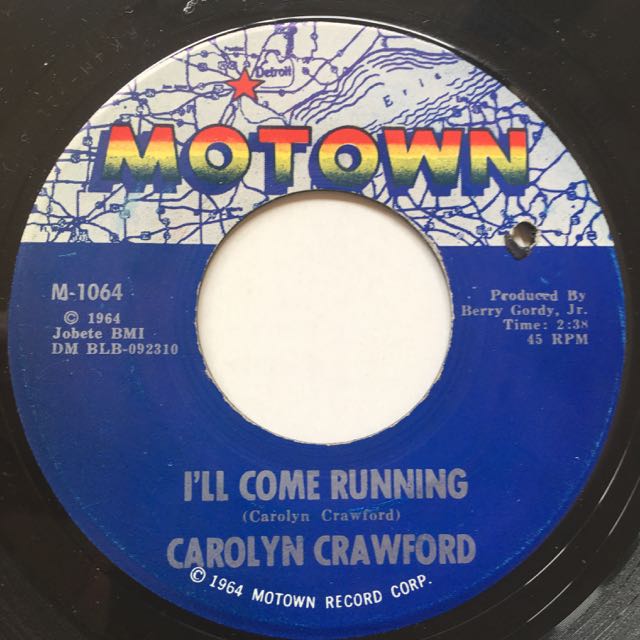 Detroit
Erie
MOTOWN
M-1064
© 1964
Jobete BMI
DM BLB-092310
Produced By
Berry Gordy, Jr.
Time: 2:38
45 RPM
I'LL COME RUNNING
(Carolyn Crawford)
CAROLYN CRAWFORD
© 1964 MOTOWN RECORD CORP.